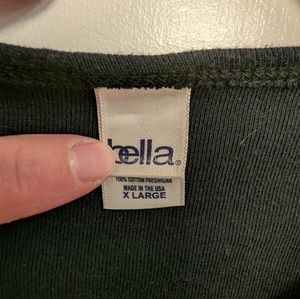 bella®
100% COTTON PRESHRUNK
MADE IN THE USA
X LARGE